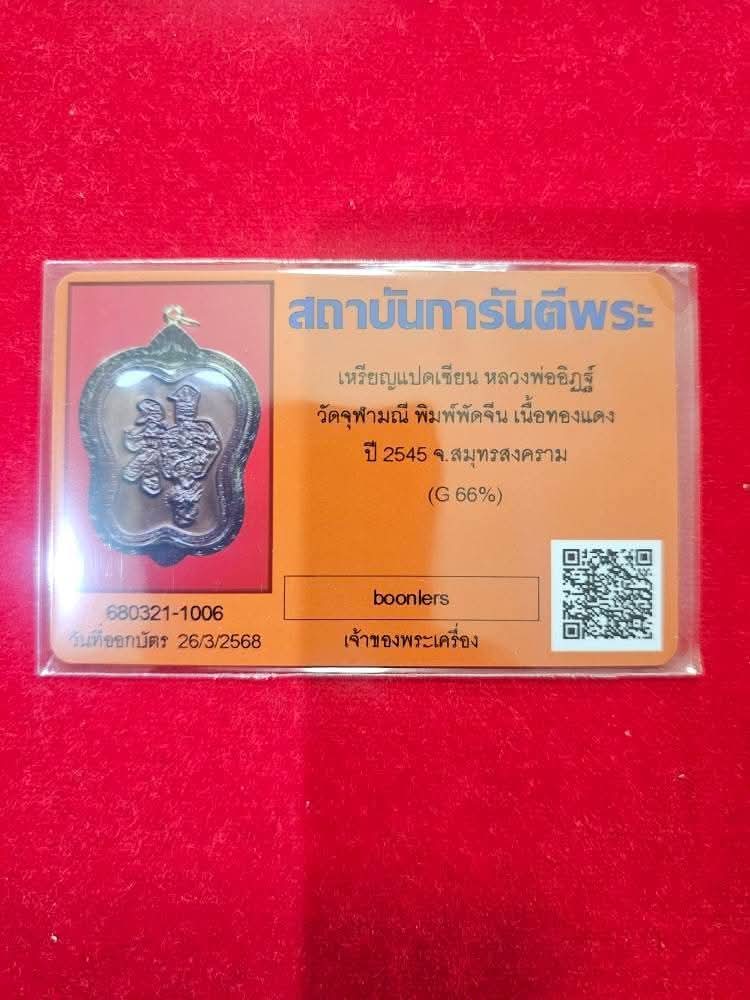 สถาบันการันตีพระ
เหรียญแปดเซียน หลวงพ่ออิฏฐ์
วัดจุฬามณี พิมพ์พัดจีน เนื้อทองแดง
ปี 2545 จ.สมุทรสงคราม
(G 66%)
boonlers
เจ้าของพระเครื่อง
680321-1006
วันที่ออกบัตร 26/3/2568